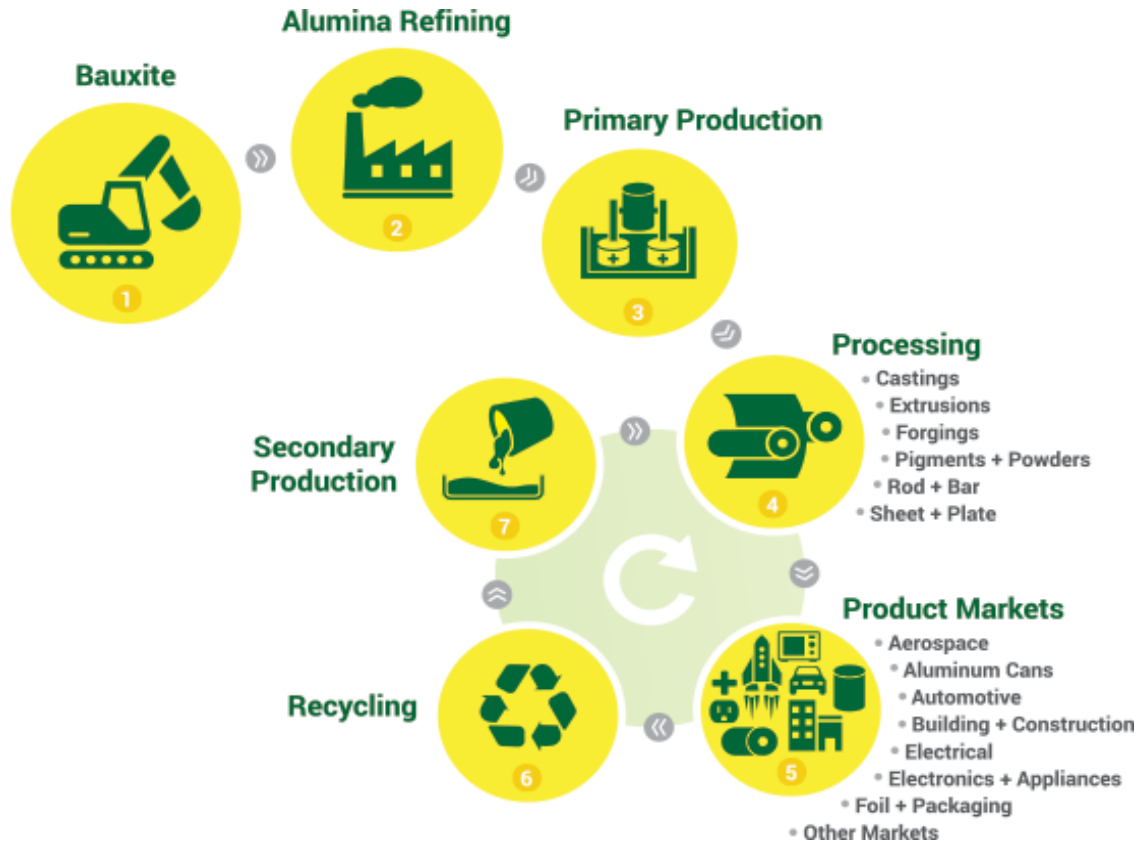 Bauxite
1
Alumina Refining
2
Primary Production
3
Processing
• Castings
• Extrusions
• Forgings
• Pigments + Powders
• Rod + Bar
• Sheet + Plate
4
Product Markets
• Aerospace
• Aluminum Cans
• Automotive
• Building + Construction
• Electrical
• Electronics + Appliances
• Foil + Packaging
• Other Markets
5
Recycling
6
Secondary
Production
7